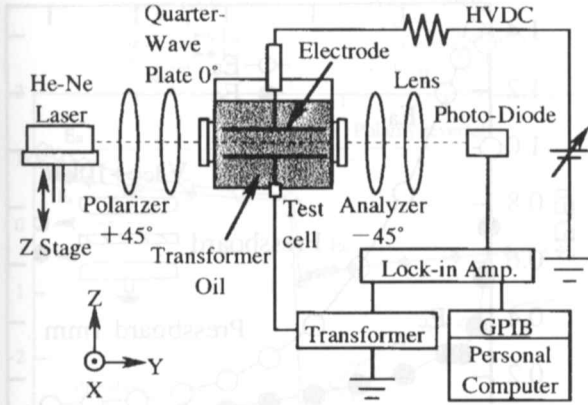 Quarter-
Wave
Plate 0°
HVDC
Electrode
He-Ne
Laser
Lens
Photo-Diode
Polarizer
+45°
Test
cell
Analyzer
−45°
Z Stage
Transformer
Oil
Lock-in Amp.
Z
Y
X
Transformer
GPIB
Personal
Computer
Pressboard